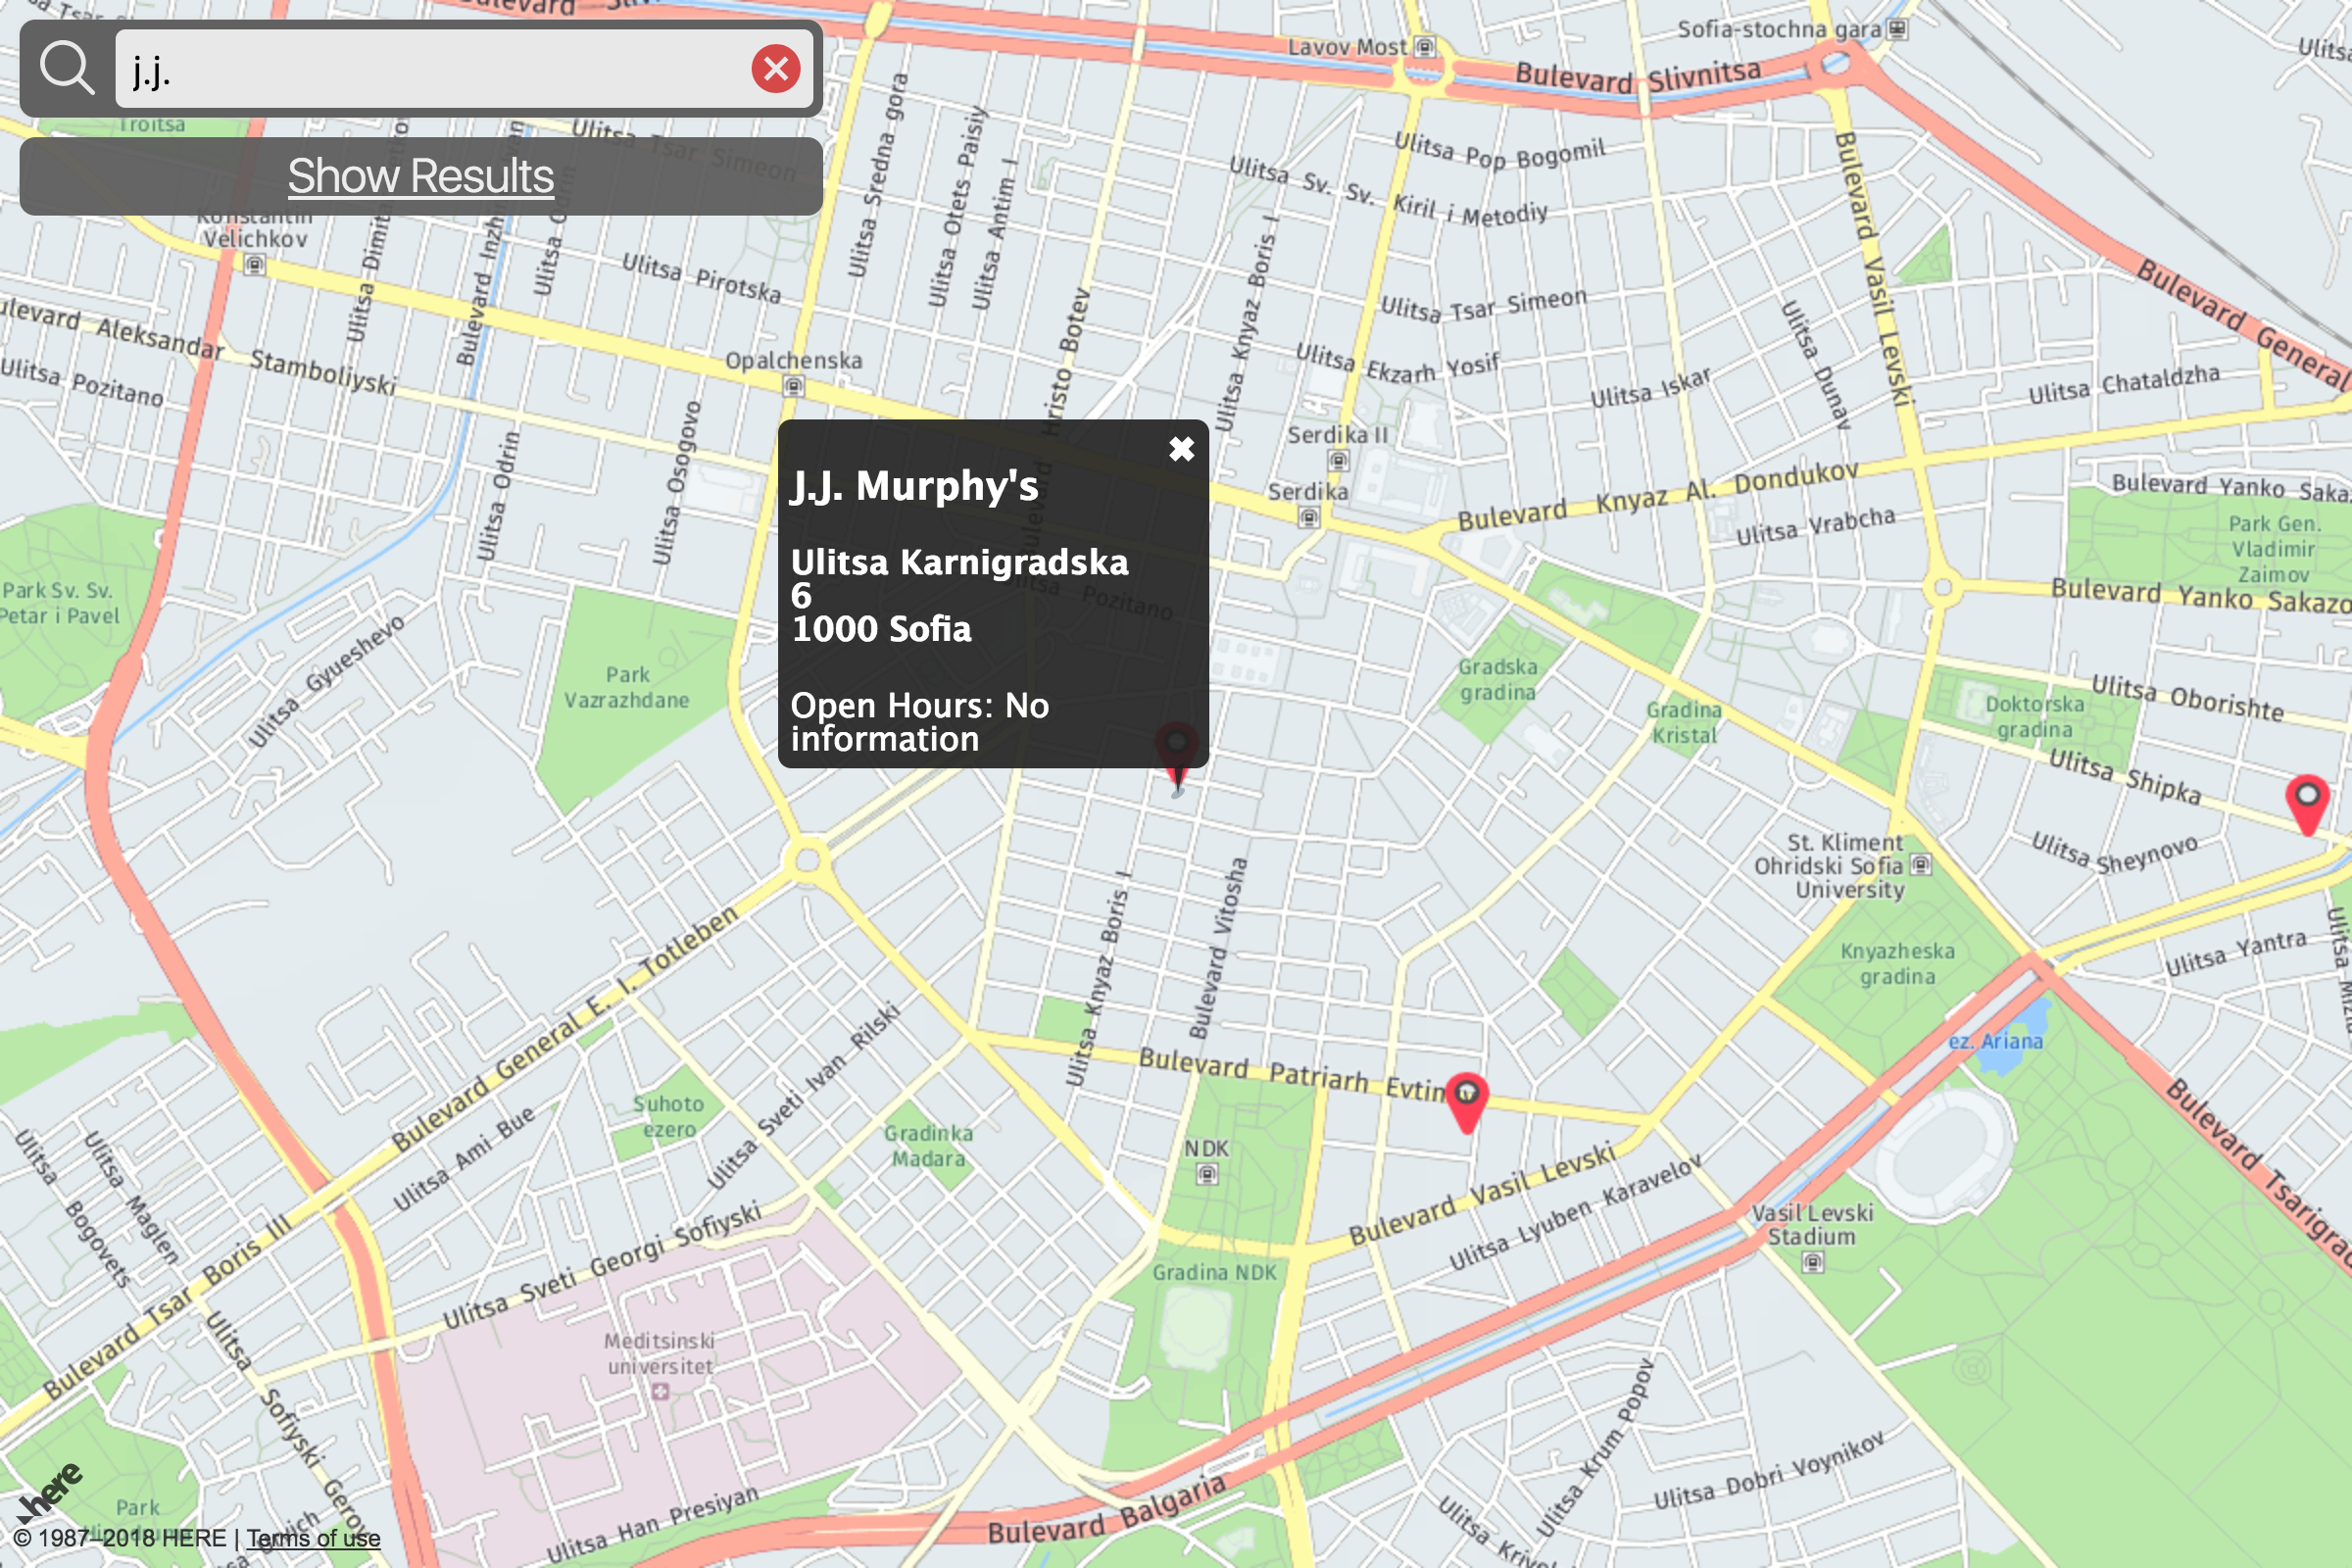 j.j.
Show Results
Bulevard Slivnitsa
Lavov Most
Sofia-stochna gara
Troitsa
Ulitsa Tsar Simeon
Konstantin
Velichkov
Ulitsa Sredna gora
Ulitsa Otets Paisiy
Ulitsa Antim I
Ulitsa Pop Bogomil
Ulitsa Sv. Sv. Kiril i Metodiy
Bulevard Vasil Levski
Bulevard General
Ulitsa Pirotska
Ulitsa Knyaz Boris I
Ulitsa Tsar Simeon
Ulitsa Ekzarh Yosif
Ulitsa Iskar
Ulitsa Dunav
Ulitsa Chataldzha
Aleksandar Stamboliyski
Ulitsa Pozitano
Opalchenska
Hristo Botev
Ulitsa Odrin
Ulitsa Osogovo
Serdika II
Serdika
Bulevard Knyaz Al. Dondukov
Ulitsa Vrabcha
Bulevard Yanko
Park Gen.
Vladimir
Zaimov
Bulevard Yanko Sakazo
J.J. Murphy's
Ulitsa Karnigradska
6
1000 Sofia
Open Hours: No
information
Pozitano
Park Sv. Sv.
Petar i Pavel
Ulitsa Gyueshevo
Park
Vazrazhdane
Gradska
gradina
Gradina
Kristal
Doktorska
gradina
Ulitsa Oborishte
Ulitsa Shipka
Ulitsa Sheynovo
St. Kliment
Ohridski Sofia
University
Ulitsa Yantra
Knyazheska
gradina
ez. Ariana
Ulitsa Knyaz Boris I
Bulevard Vitosha
Bulevard General E. I. Totleben
Ulitsa Ami Bue
Ulitsa Sveti Ivan Rilski
Bulevard Patriarh Evtim
Suhoto
ezero
Gradinka
Madara
NDK
Bulevard Vasil Levski
Ulitsa Lyuben Karavelov
Vasil Levski
Stadium
Bulevard Tsarigra
Ulitsa Bogovets
Ulitsa Maglen
Bulevard Tsar Boris III
Ulitsa Sveti Georgi Sofiyski
Gradina NDK
Meditsinski
universitet
Ulitsa Sofiyski Gerov
Ulitsa Krum Popov
Ulitsa Dobri Voynikov
Ulitsa Han Presiyan
Bulevard Balgaria
Park
here
© 1987–2018 HERE | Terms of use